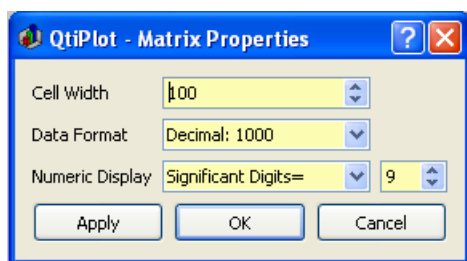 QtiPlot - Matrix Properties
Cell Width 100
Data Format Decimal: 1000
Numeric Display Significant Digits= 9
Apply OK Cancel